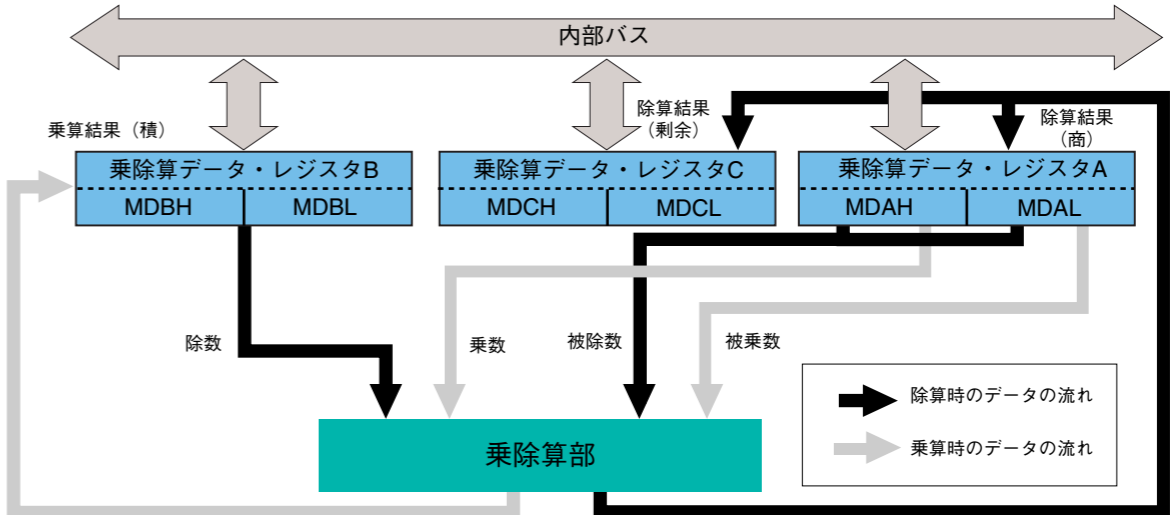 内部バス
乗算結果（積）
除算結果
（剰余）
除算結果
（商）
乗除算データ・レジスタB
MDBH
MDBL
乗除算データ・レジスタC
MDCH
MDCL
乗除算データ・レジスタA
MDAH
MDAL
除数
乗数
被除数
被乗数
乗除算部
除算時のデータの流れ
乗算時のデータの流れ